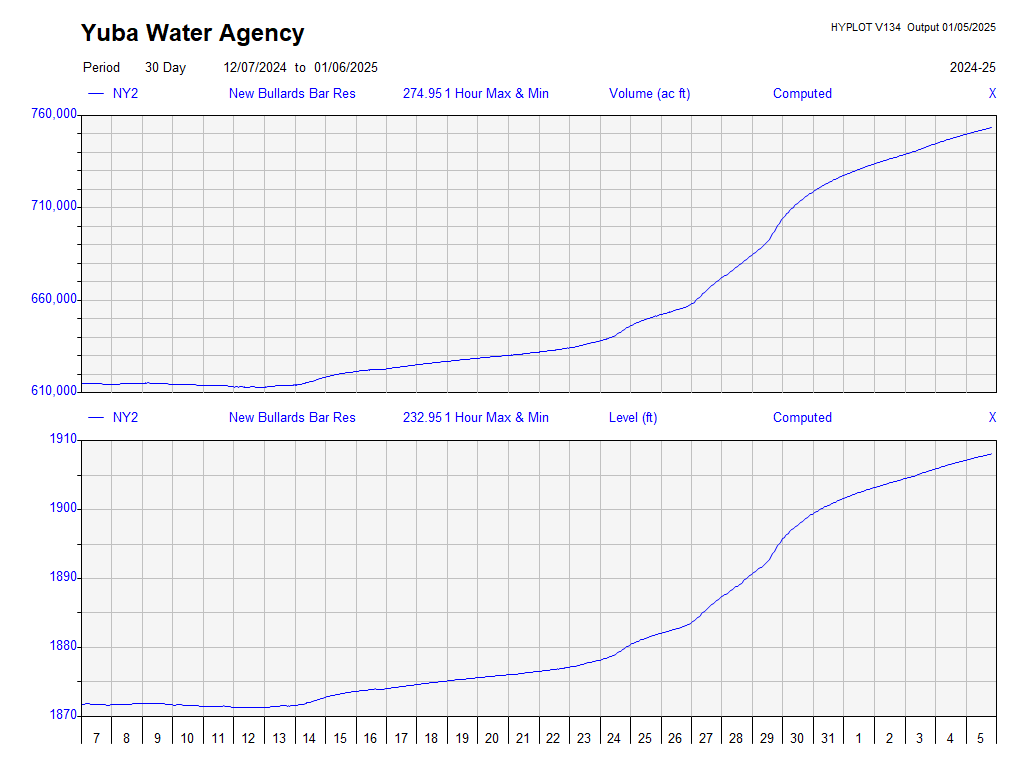 Yuba Water Agency
HYPLOT V134 Output 01/05/2025
Period 30 Day 12/07/2024 to 01/06/2025 2024-25
NY2 New Bullards Bar Res 274.95 1 Hour Max & Min Volume (ac ft) Computed X
760,000
710,000
660,000
610,000
NY2 New Bullards Bar Res 232.95 1 Hour Max & Min Level (ft) Computed X
1910
1900
1890
1880
1870
7 8 9 10 11 12 13 14 15 16 17 18 19 20 21 22 23 24 25 26 27 28 29 30 31 1 2 3 4 5